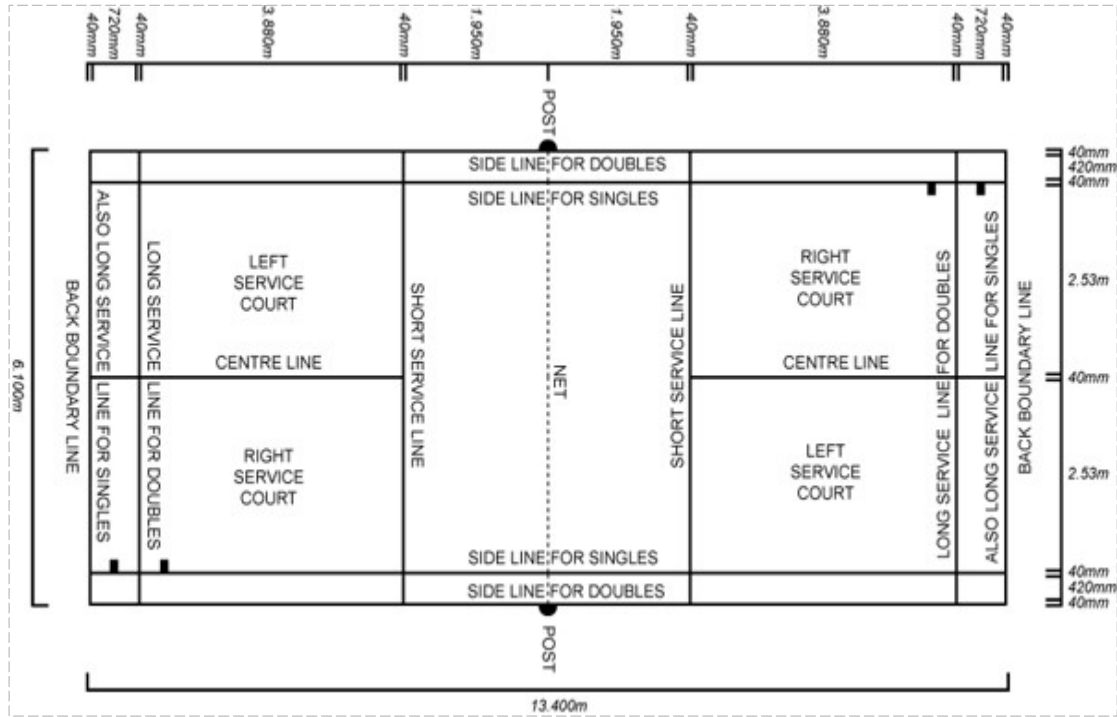 40mm
720mm
40mm
3.880m
40mm
1.950m
1.950m
40mm
3.880m
40mm
720mm
40mm
POST
SIDE LINE FOR DOUBLES
SIDE LINE FOR SINGLES
40mm
420mm
40mm
2.53m
40mm
2.53m
40mm
420mm
40mm
6.100m
BACK BOUNDARY LINE
ALSO LONG SERVICE LINE FOR SINGLES
LONG SERVICE LINE FOR DOUBLES
LEFT
SERVICE
COURT
CENTRE LINE
RIGHT
SERVICE
COURT
SHORT SERVICE LINE
NET
SHORT SERVICE LINE
RIGHT
SERVICE
COURT
CENTRE LINE
LEFT
SERVICE
COURT
LONG SERVICE LINE FOR DOUBLES
ALSO LONG SERVICE LINE FOR SINGLES
BACK BOUNDARY LINE
SIDE LINE FOR SINGLES
SIDE LINE FOR DOUBLES
POST
13.400m